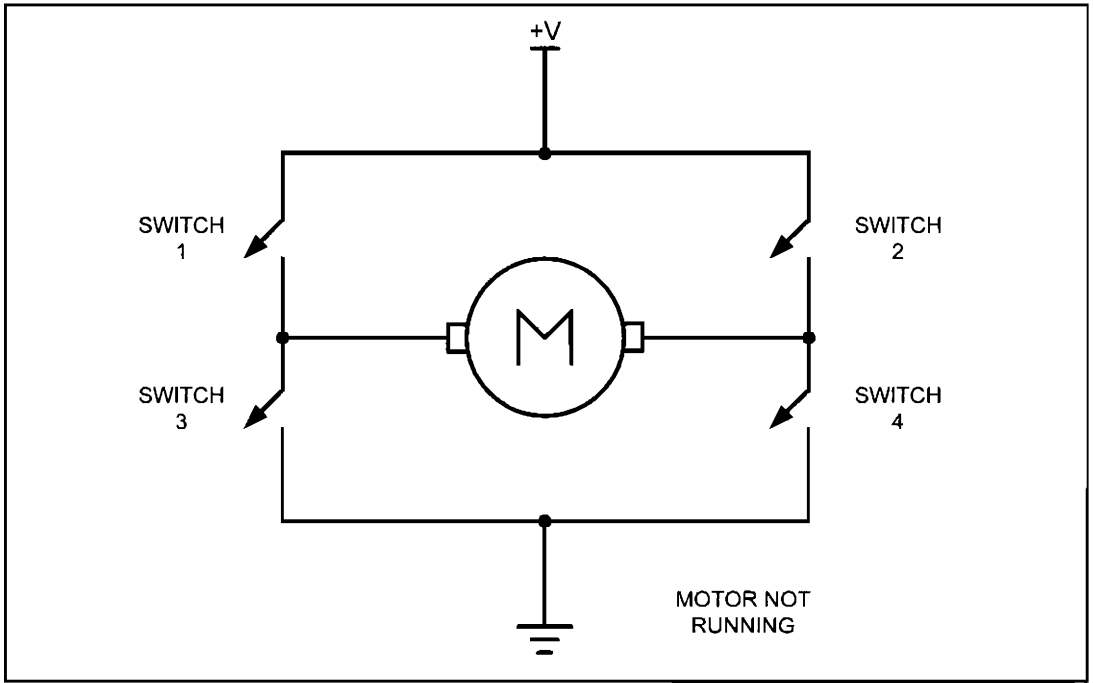 +V
SWITCH
1
SWITCH
2
M
SWITCH
3
SWITCH
4
MOTOR NOT
RUNNING